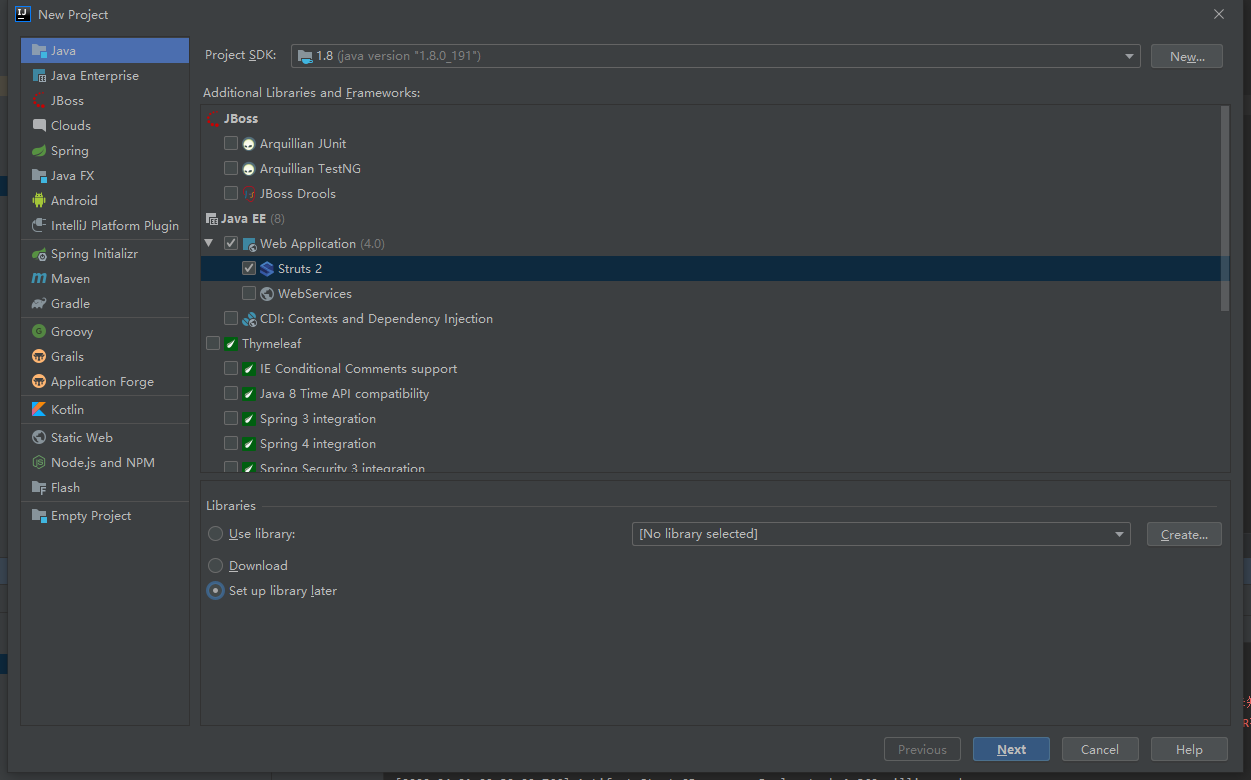 New Project
Java
Java Enterprise
JBoss
Clouds
Spring
Java FX
Android
IntelliJ Platform Plugin
Spring Initializr
Maven
Gradle
Groovy
Grails
Application Forge
Kotlin
Static Web
Node.js and NPM
Flash
Empty Project
Project SDK: 1.8 (java version "1.8.0_191") New...
Additional Libraries and Frameworks:
JBoss
Arquillian JUnit
Arquillian TestNG
JBoss Drools
Java EE (8)
Web Application (4.0)
Struts 2
WebServices
CDI: Contexts and Dependency Injection
Thymeleaf
IE Conditional Comments support
Java 8 Time API compatibility
Spring 3 integration
Spring 4 integration
Spring Security 3 integration
Libraries
Use library: [No library selected] Create...
Download
Set up library later
Previous Next Cancel Help